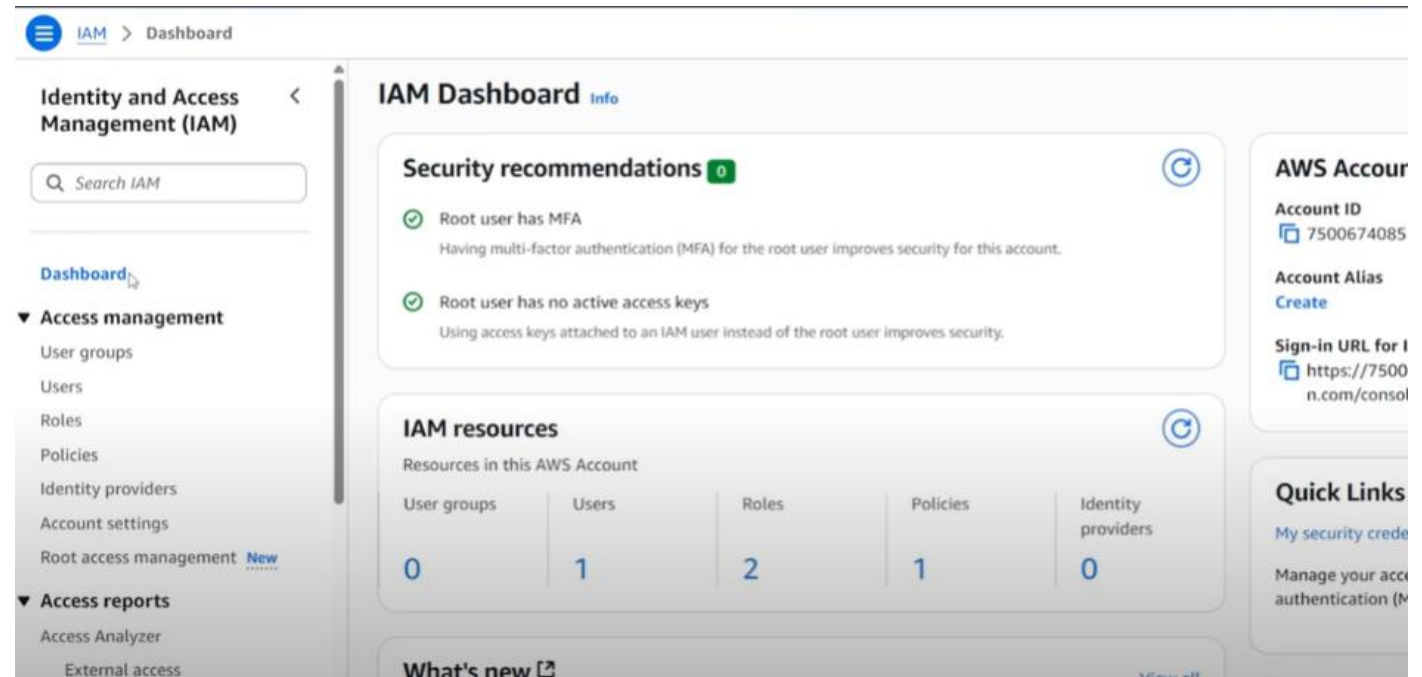 IAM > Dashboard
Identity and Access
Management (IAM)
Search IAM
Dashboard
Access management
User groups
Users
Roles
Policies
Identity providers
Account settings
Root access management New
Access reports
Access Analyzer
External access
IAM Dashboard Info
Security recommendations 0
Root user has MFA
Having multi-factor authentication (MFA) for the root user improves security for this account.
Root user has no active access keys
Using access keys attached to an IAM user instead of the root user improves security.
IAM resources
Resources in this AWS Account
User groups
0
Users
1
Roles
2
Policies
1
Identity
providers
0
What's new
View all
AWS Accoun
Account ID
7500674085
Account Alias
Create
Sign-in URL for I
https://7500
n.com/consol
Quick Links
My security crede
Manage your acce
authentication (M